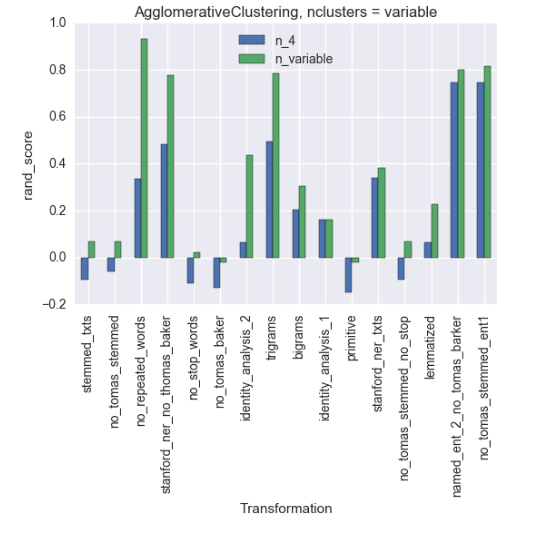 AgglomerativeClustering, nclusters = variable
n_4
n_variable
rand_score
1.0
0.8
0.6
0.4
0.2
0.0
−0.2
stemmed_txts
no_tomas_stemmed
no_repeated_words
stanford_ner_no_thomas_baker
no_stop_words
no_tomas_baker
identity_analysis_2
trigrams
bigrams
identity_analysis_1
primitive
stanford_ner_txts
no_tomas_stemmed_no_stop
lemmatized
named_ent_2_no_tomas_barker
no_tomas_stemmed_ent1
Transformation